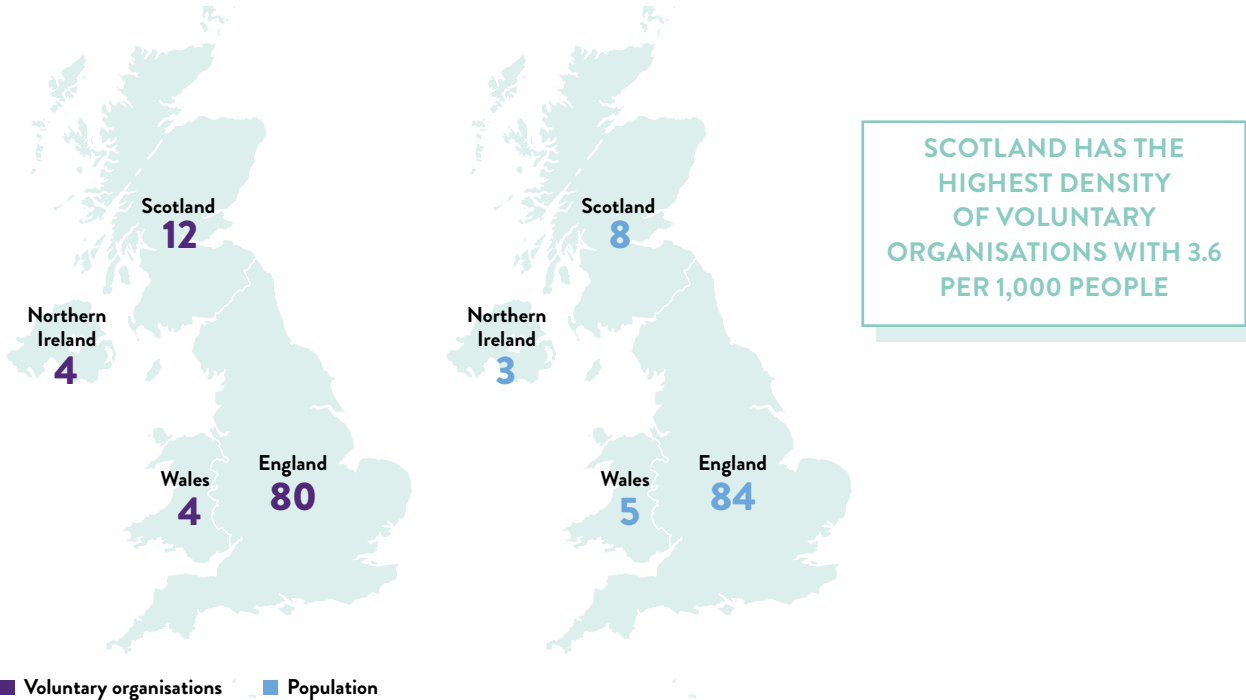 Scotland
12
Northern
Ireland
4
Wales
4
England
80
Scotland
8
Northern
Ireland
3
Wales
5
England
84
SCOTLAND HAS THE
HIGHEST DENSITY
OF VOLUNTARY
ORGANISATIONS WITH 3.6
PER 1,000 PEOPLE
Voluntary organisations
Population